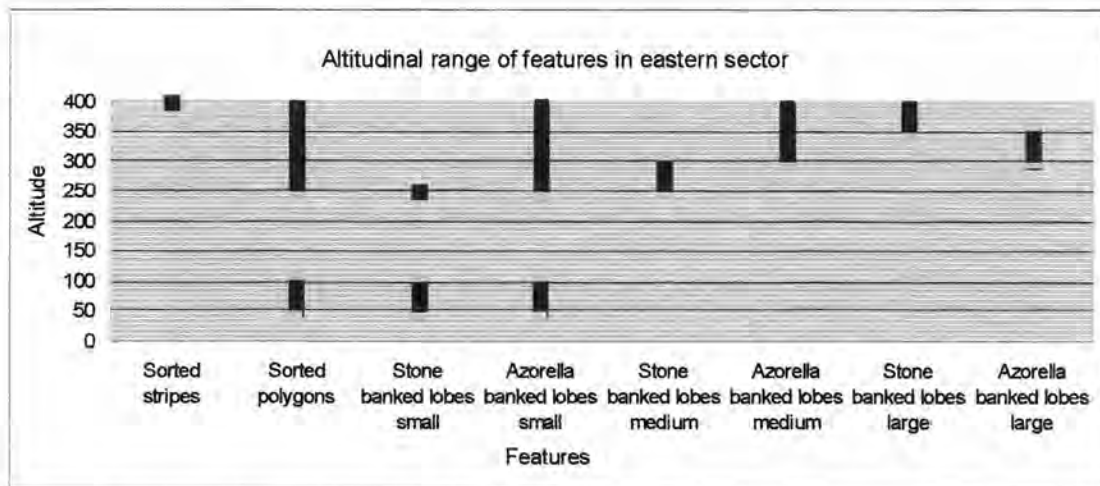 Altitudinal range of features in eastern sector
Altitude
400
350
300
250
200
150
100
50
0
Sorted stripes
Sorted polygons
Stone banked lobes small
Azorella banked lobes small
Stone banked lobes medium
Azorella banked lobes medium
Stone banked lobes large
Azorella banked lobes large
Features